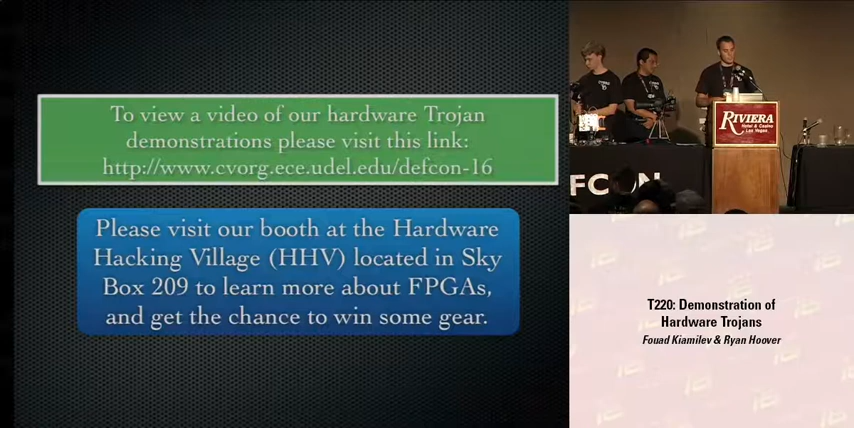 To view a video of our hardware Trojan
demonstrations please visit this link:
http://www.cvorg.ece.udel.edu/defcon-16
Please visit our booth at the Hardware
Hacking Village (HHV) located in Sky
Box 209 to learn more about FPGAs,
and get the chance to win some gear.
RIVIERA
Hotel & Casino
Las Vegas
FCON
T220: Demonstration of
Hardware Trojans
Fouad Kiamilev & Ryan Hoover